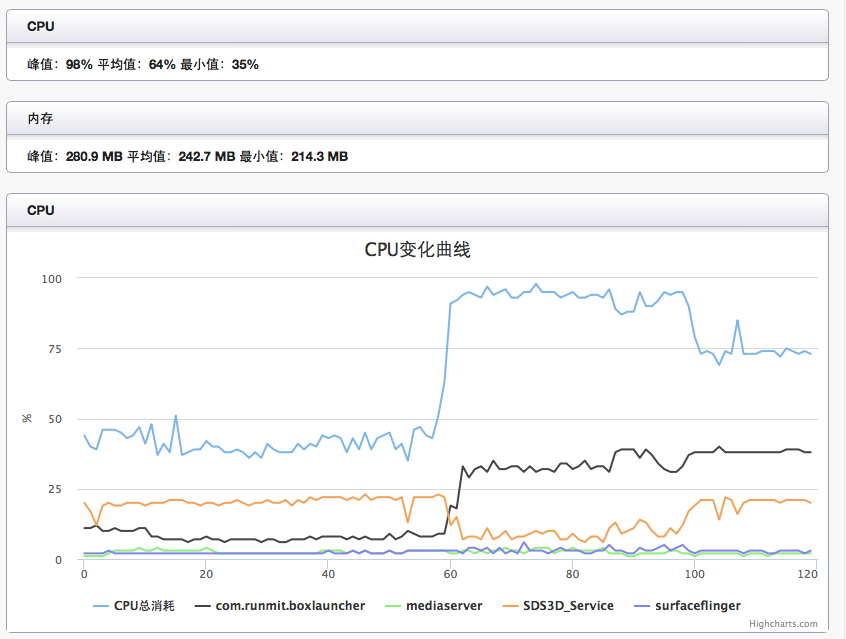 CPU
峰值：98% 平均值：64% 最小值：35%
内存
峰值：280.9 MB 平均值：242.7 MB 最小值：214.3 MB
CPU
CPU变化曲线
100
75
50
25
0
%
0 20 40 60 80 100 120
CPU总消耗 com.runmit.boxlauncher mediaserver SDS3D_Service surfaceflinger
Highcharts.com